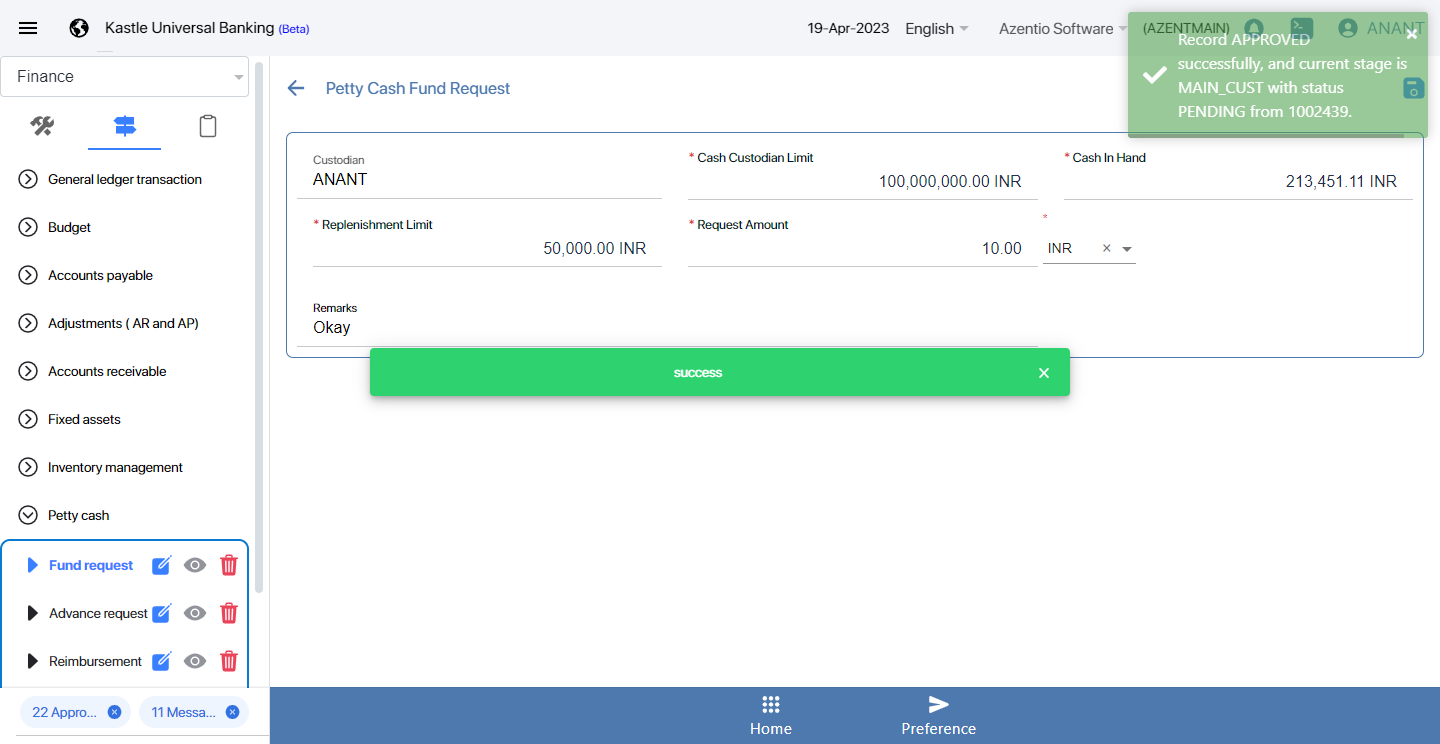 Kastle Universal Banking (Beta)
19-Apr-2023
English
Azentio Software
(AZENTMAIN)
ANANT
Record APPROVED
successfully, and current stage is
MAIN_CUST with status
PENDING from 1002439.
Finance
Petty Cash Fund Request
General ledger transaction
Budget
Accounts payable
Adjustments ( AR and AP)
Accounts receivable
Fixed assets
Inventory management
Petty cash
Fund request
Advance request
Reimbursement
22 Appro...
11 Messa...
Custodian
ANANT
* Cash Custodian Limit
100,000,000.00 INR
* Cash In Hand
213,451.11 INR
* Replenishment Limit
50,000.00 INR
* Request Amount
10.00
*
INR
Remarks
Okay
success
Home
Preference